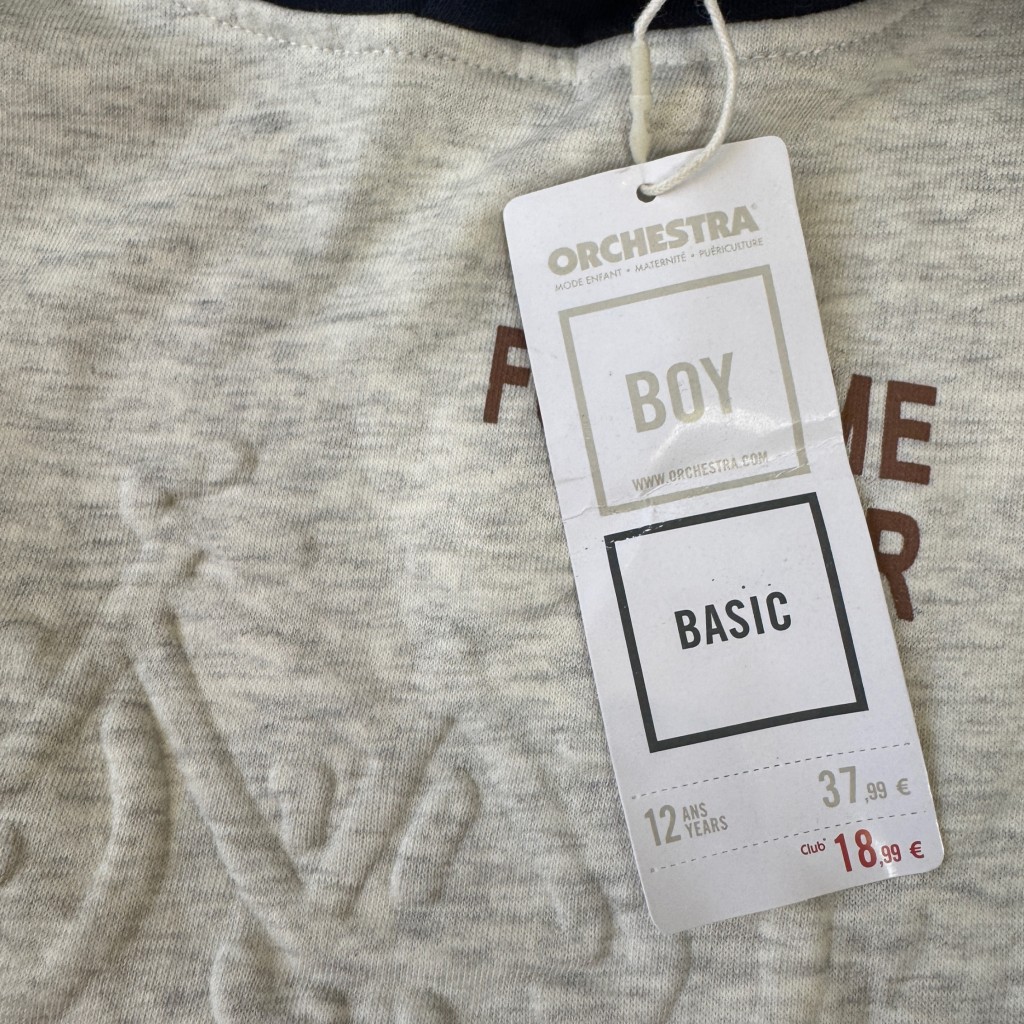 ORCHESTRA®
MODE ENFANT • MATERNITÉ • PUÉRICULTURE
BOY
WWW.ORCHESTRA.COM
BASIC
12 ANS
YEARS
37,99 €
Club* 18,99 €